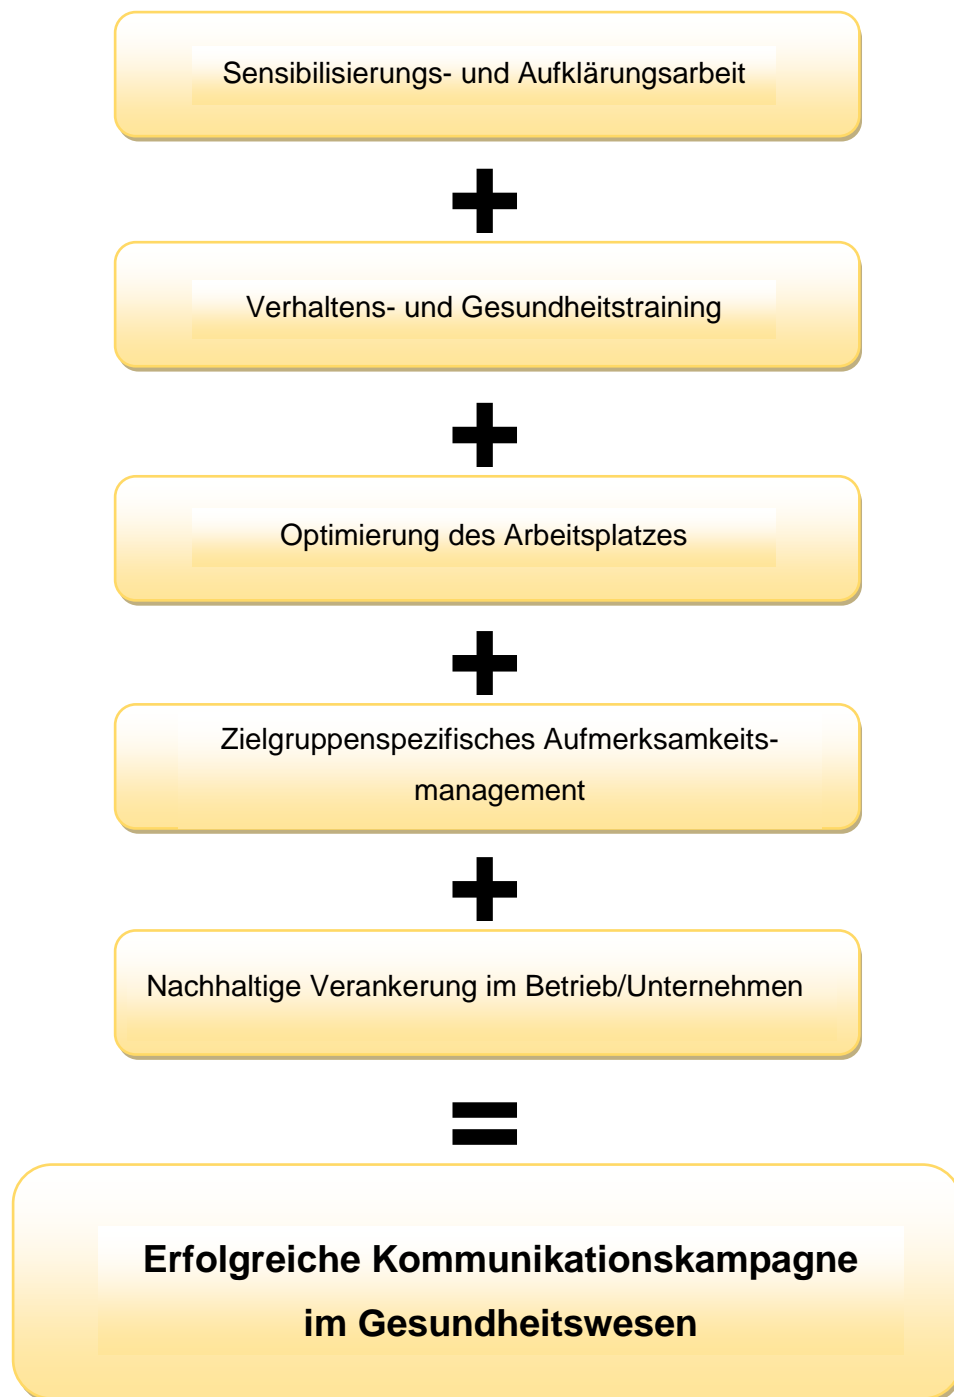 Sensibilisierungs- und Aufklärungsarbeit
+
Verhaltens- und Gesundheitstraining
+
Optimierung des Arbeitsplatzes
+
Zielgruppenspezifisches Aufmerksamkeits-
management
+
Nachhaltige Verankerung im Betrieb/Unternehmen
=
Erfolgreiche Kommunikationskampagne
im Gesundheitswesen